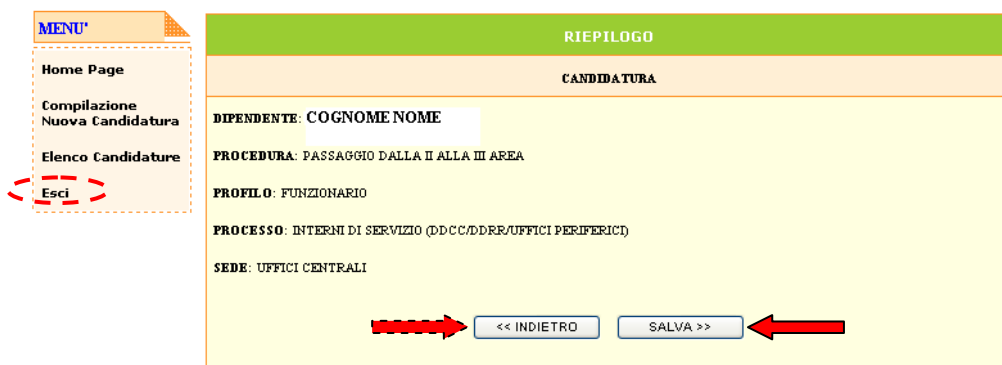 MENU'
Home Page
Compilazione
Nuova Candidatura
Elenco Candidature
Esci
RIEPILOGO
CANDIDATURA
DIPENDENTE: COGNOME NOME
PROCEDURA: PASSAGGIO DALLA II ALLA III AREA
PROFILO: FUNZIONARIO
PROCESSO: INTERNI DI SERVIZIO (DDCC/DDRR/UFFICI PERIFERICI)
SEDE: UFFICI CENTRALI
<< INDIETRO
SALVA >>